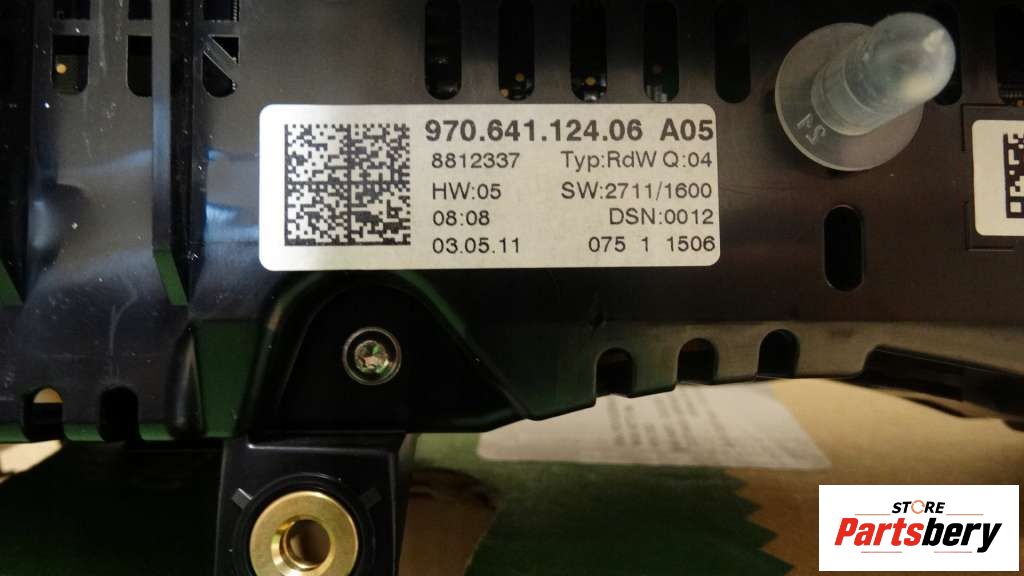 970.641.124.06 A05
8812337 Typ:RdW Q:04
HW:05 SW:2711/1600
08:08 DSN:0012
03.05.11 075 1 1506
STORE
Partsbery